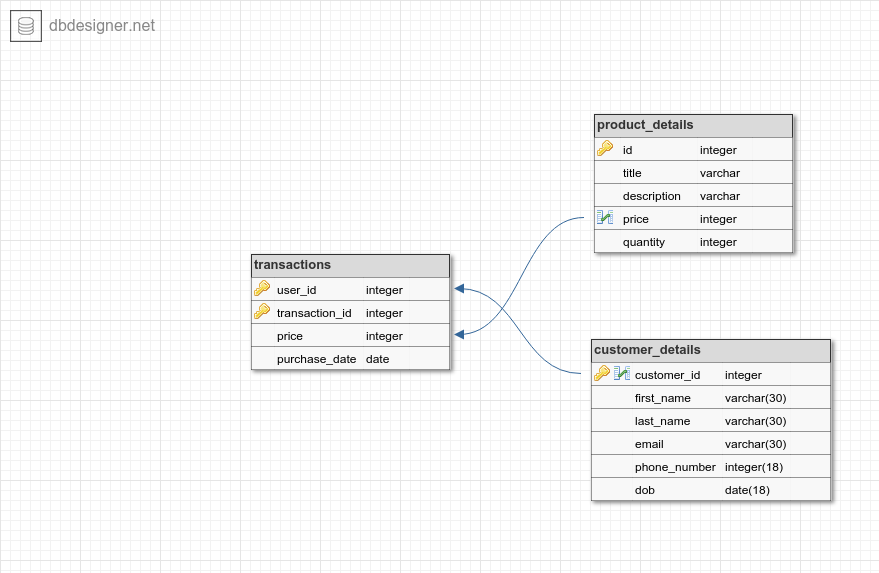 dbdesigner.net
product_details
id integer
title varchar
description varchar
price integer
quantity integer
transactions
user_id integer
transaction_id integer
price integer
purchase_date date
customer_details
customer_id integer
first_name varchar(30)
last_name varchar(30)
email varchar(30)
phone_number integer(18)
dob date(18)